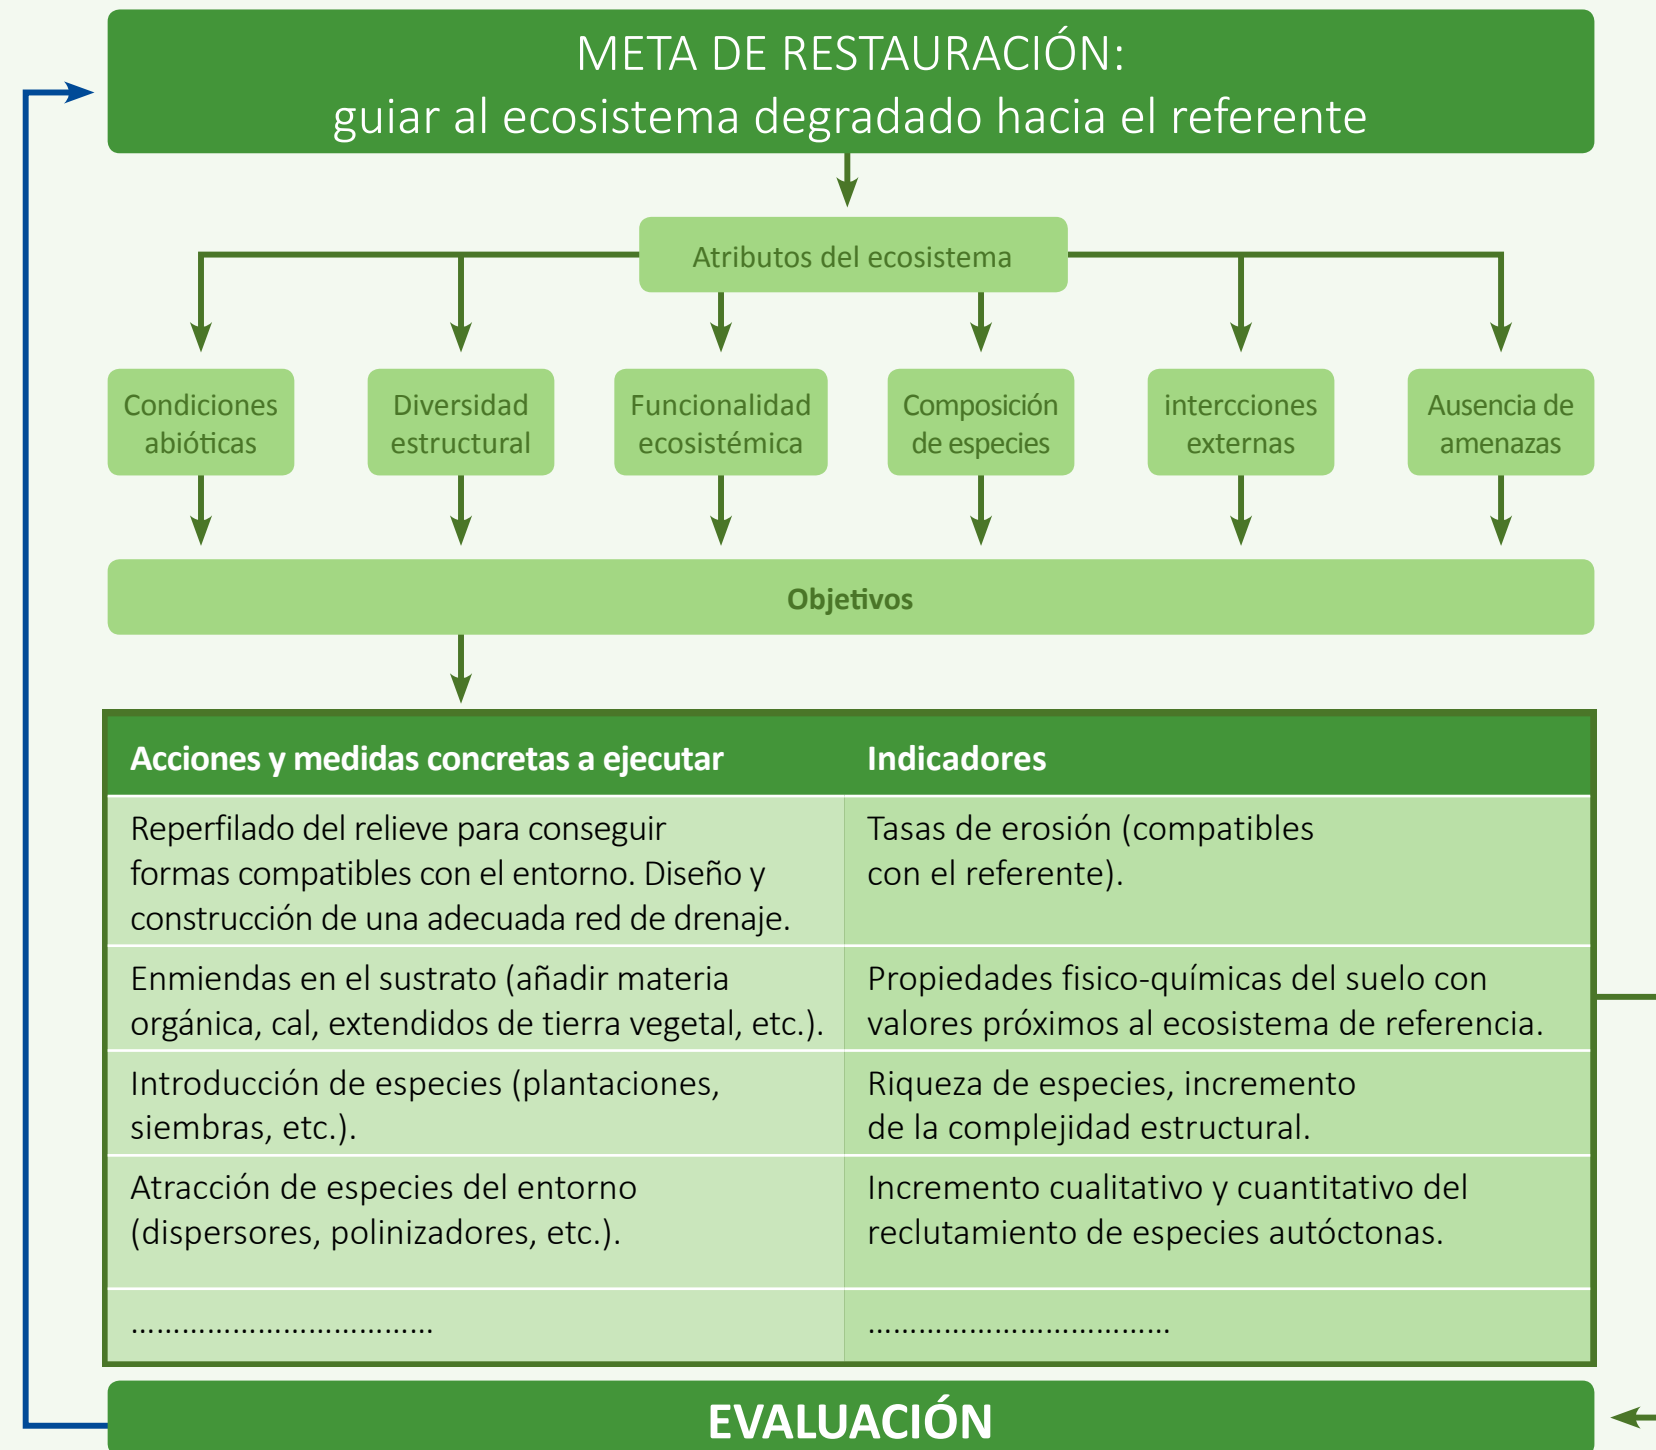 META DE RESTAURACIÓN:
guiar al ecosistema degradado hacia el referente
Atributos del ecosistema
Condiciones
abióticas
Diversidad
estructural
Funcionalidad
ecosistémica
Composición
de especies
intercciones
externas
Ausencia de
amenazas
Objetivos
Acciones y medidas concretas a ejecutar
Indicadores
Reperfilado del relieve para conseguir
formas compatibles con el entorno. Diseño y
construcción de una adecuada red de drenaje.
Tasas de erosión (compatibles
con el referente).
Enmiendas en el sustrato (añadir materia
orgánica, cal, extendidos de tierra vegetal, etc.).
Propiedades fisico-químicas del suelo con
valores próximos al ecosistema de referencia.
Introducción de especies (plantaciones,
siembras, etc.).
Riqueza de especies, incremento
de la complejidad estructural.
Atracción de especies del entorno
(dispersores, polinizadores, etc.).
Incremento cualitativo y cuantitativo del
reclutamiento de especies autóctonas.
....................................
....................................
EVALUACIÓN